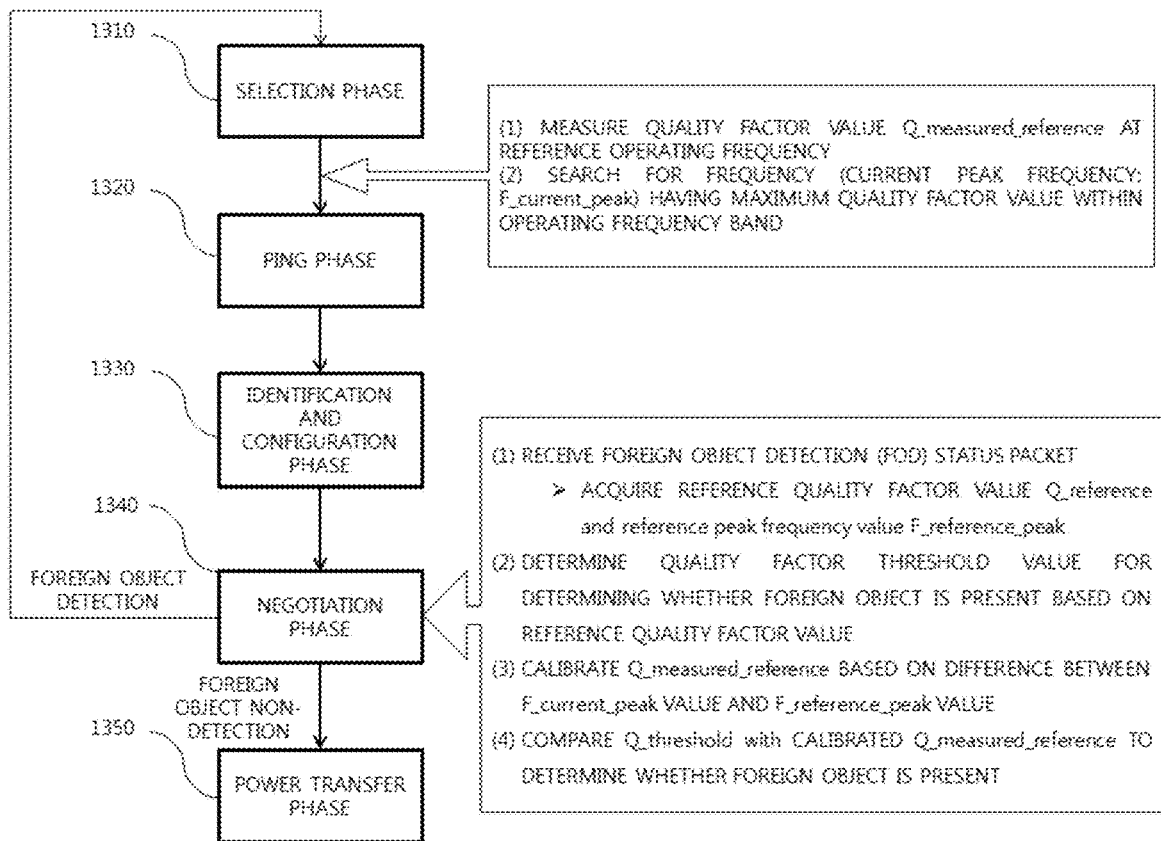 1310
SELECTION PHASE
(1) MEASURE QUALITY FACTOR VALUE Q_measured_reference AT
REFERENCE OPERATING FREQUENCY
(2) SEARCH FOR FREQUENCY (CURRENT PEAK FREQUENCY:
F_current_peak) HAVING MAXIMUM QUALITY FACTOR VALUE WITHIN
OPERATING FREQUENCY BAND
1320
PING PHASE
1330
IDENTIFICATION
AND
CONFIGURATION
PHASE
1340
FOREIGN OBJECT
DETECTION
NEGOTIATION
PHASE
(1) RECEIVE FOREIGN OBJECT DETECTION (FOD) STATUS PACKET
➤ ACQUIRE REFERENCE QUALITY FACTOR VALUE Q_reference
and reference peak frequency value F_reference_peak
(2) DETERMINE QUALITY FACTOR THRESHOLD VALUE FOR
DETERMINING WHETHER FOREIGN OBJECT IS PRESENT BASED ON
REFERENCE QUALITY FACTOR VALUE
(3) CALIBRATE Q_measured_reference BASED ON DIFFERENCE BETWEEN
F_current_peak VALUE AND F_reference_peak VALUE
(4) COMPARE Q_threshold with CALIBRATED Q_measured_reference TO
DETERMINE WHETHER FOREIGN OBJECT IS PRESENT
FOREIGN
OBJECT NON-
DETECTION
1350
POWER TRANSFER
PHASE